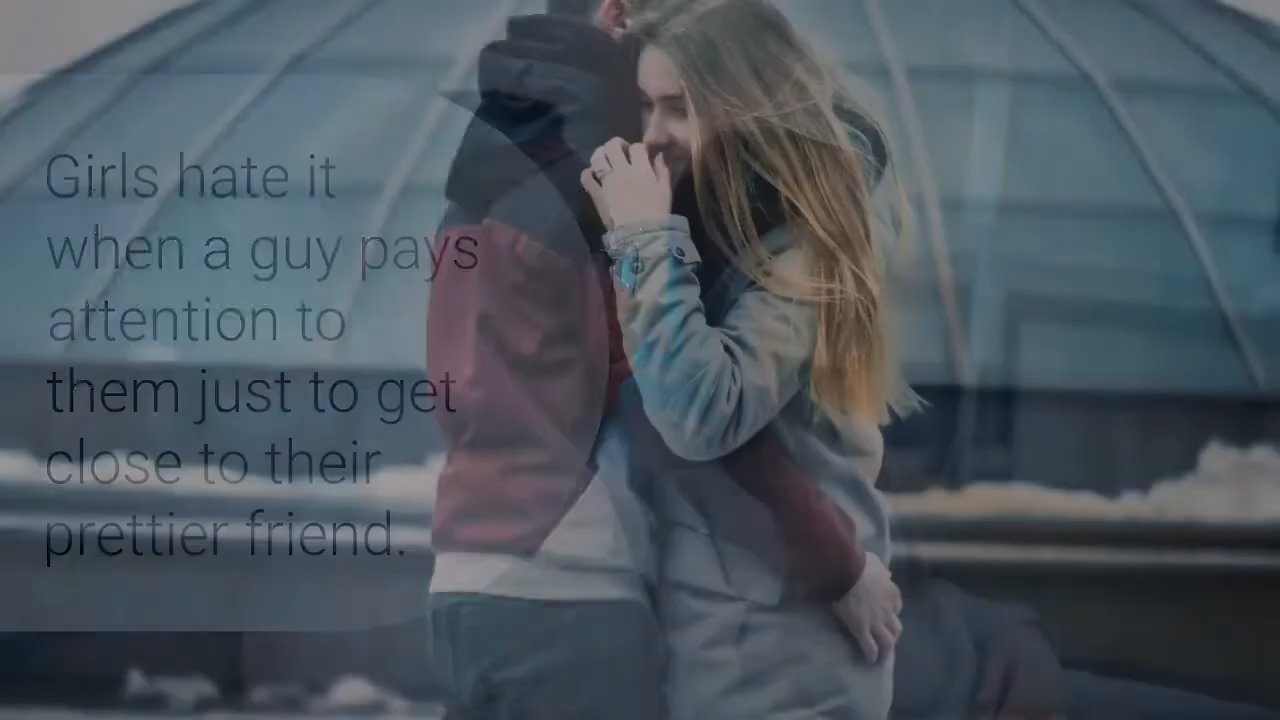 Girls hate it
when a guy pays
attention to
them just to get
close to their
prettier friend.